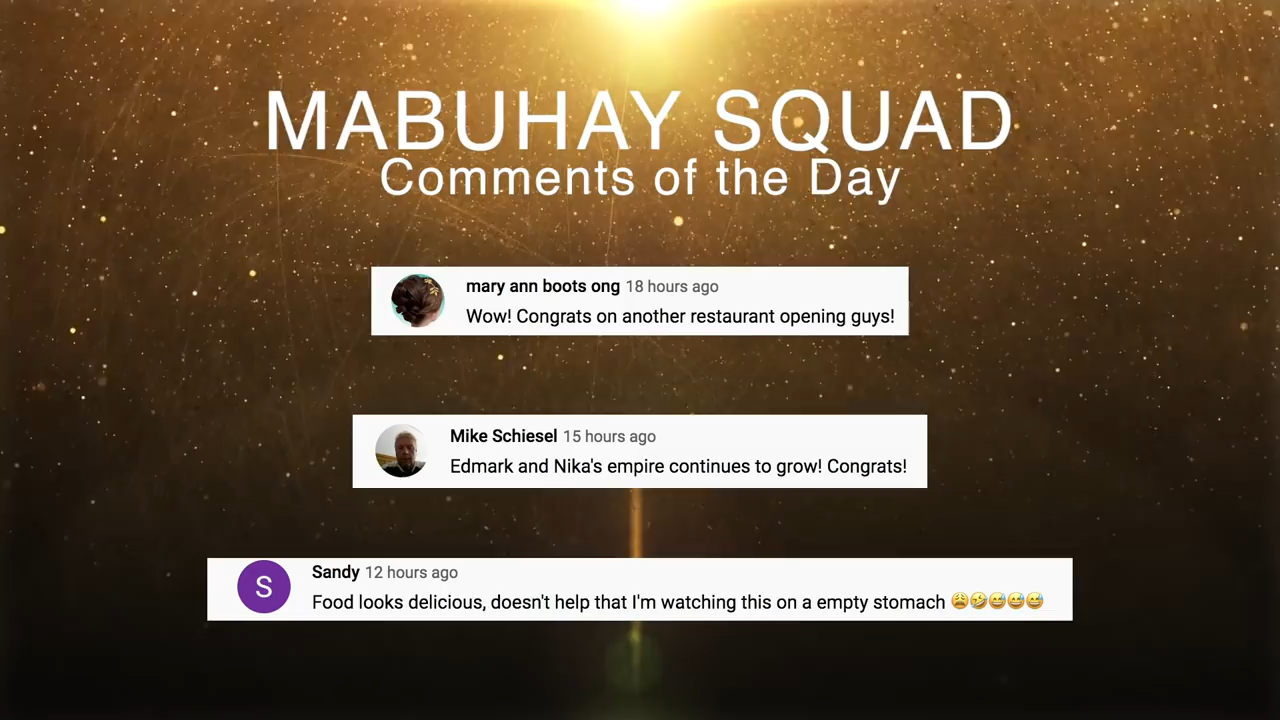 MABUHAY SQUAD
Comments of the Day
mary ann boots ong 18 hours ago
Wow! Congrats on another restaurant opening guys!
Mike Schiesel 15 hours ago
Edmark and Nika's empire continues to grow! Congrats!
S
Sandy 12 hours ago
Food looks delicious, doesn't help that I'm watching this on a empty stomach 😩🤣😅😅😅